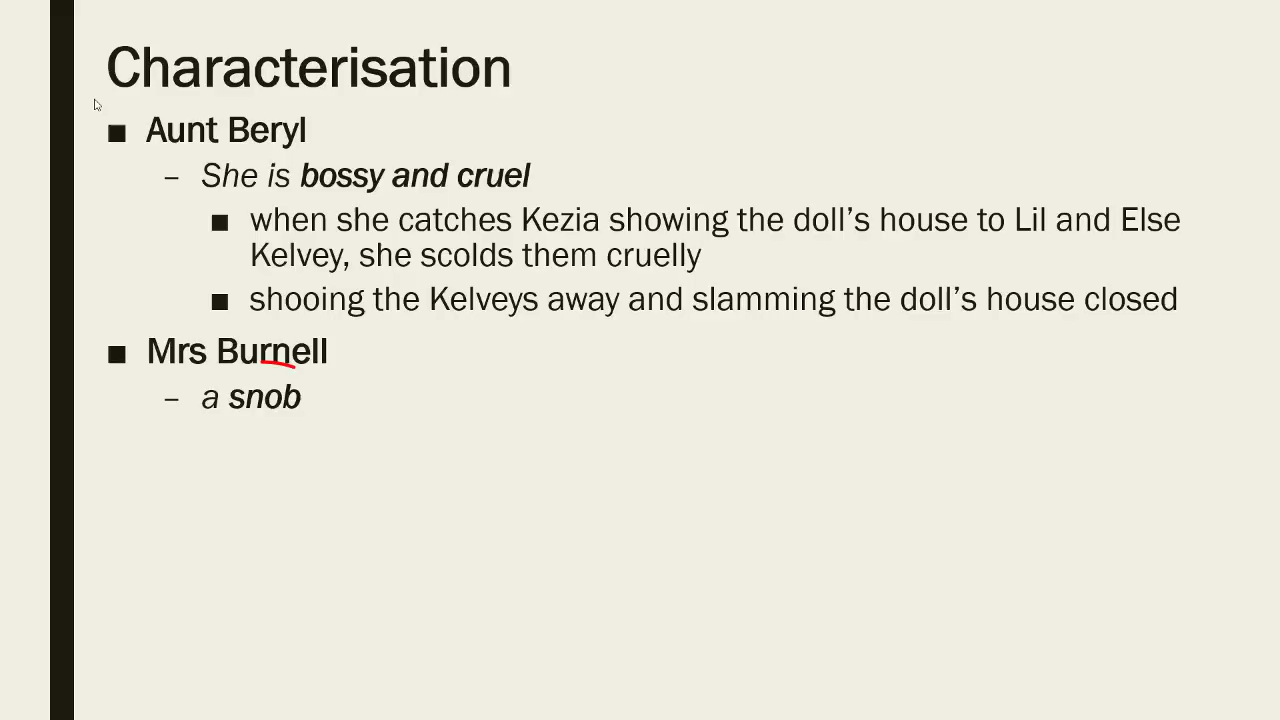 Characterisation
■ Aunt Beryl
– She is bossy and cruel
■ when she catches Kezia showing the doll’s house to Lil and Else
Kelvey, she scolds them cruelly
■ shooing the Kelveys away and slamming the doll’s house closed
■ Mrs Burnell
– a snob